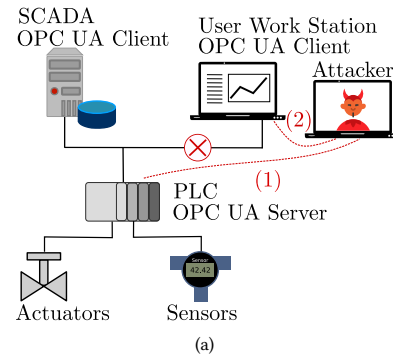 SCADA
OPC UA Client
User Work Station
OPC UA Client
Attacker
(2)
(1)
PLC
OPC UA Server
Sensor
42,42
Actuators
Sensors
(a)